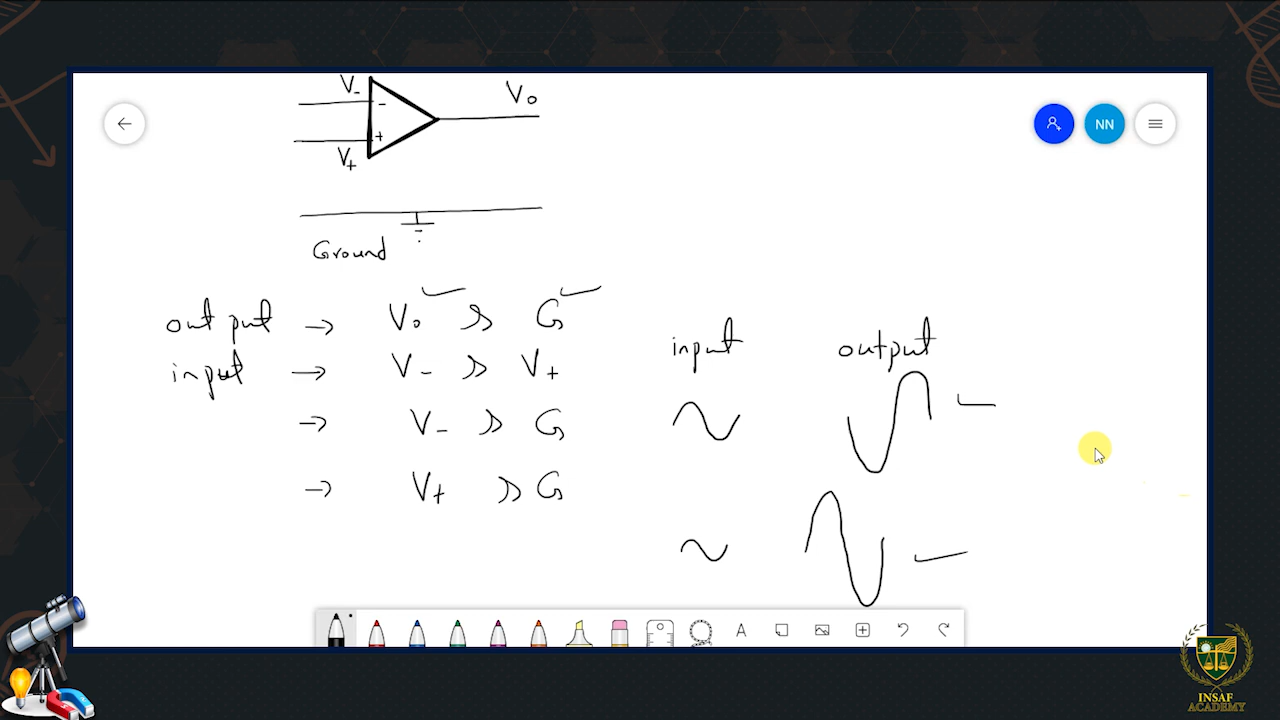 V-
-
V₀
+
V+
Ground
output → V₀ G
input → V- V+
→ V- G
→ V+ G
input output
NN
A
INSAF
ACADEMY